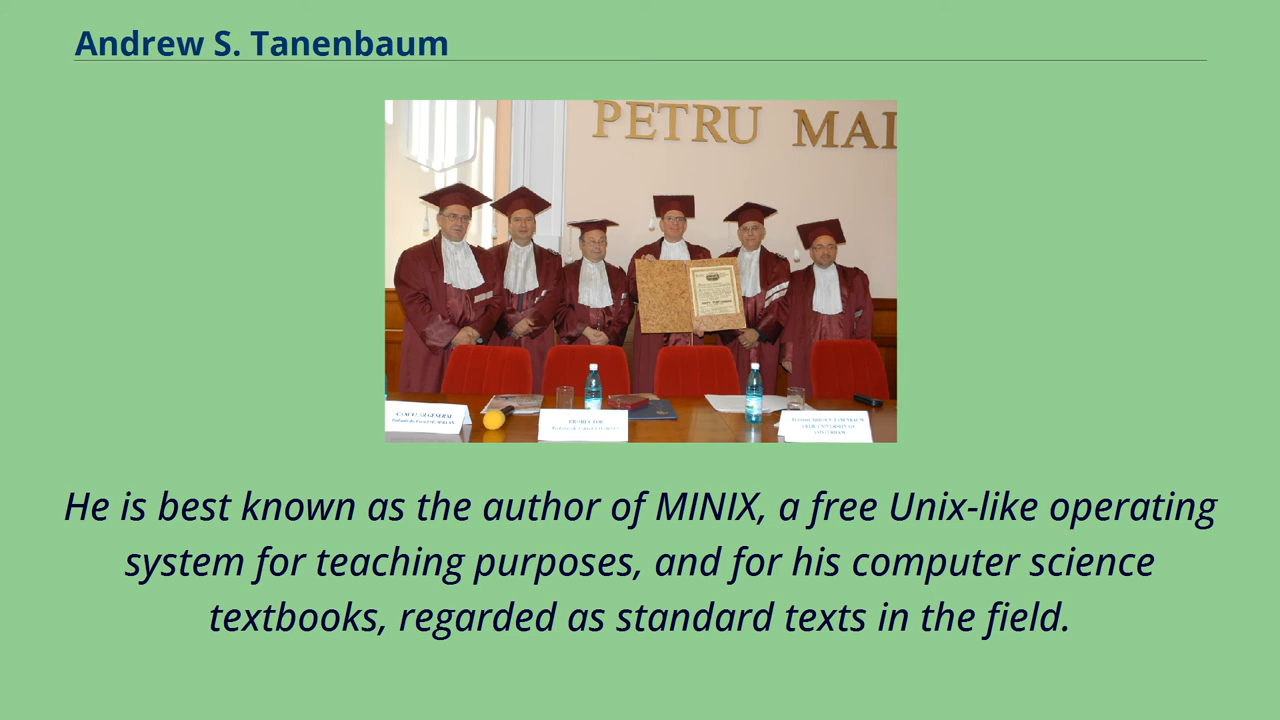 Andrew S. Tanenbaum
PETRU MAI
He is best known as the author of MINIX, a free Unix-like operating
system for teaching purposes, and for his computer science
textbooks, regarded as standard texts in the field.